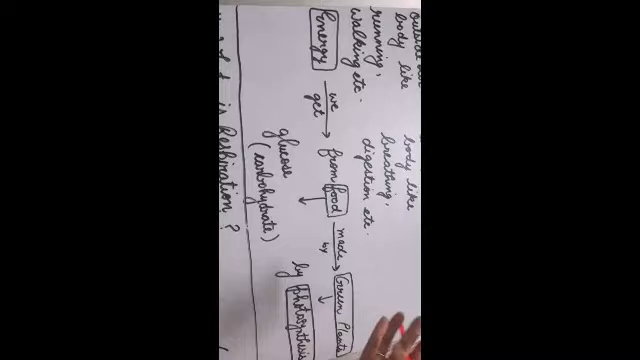 body like
running,
walking etc.
body like
breathing,
digestion etc.
Energy we get from food made by Green Plants
glucose
(carbohydrate)
by photosynthesis
is Respiration?